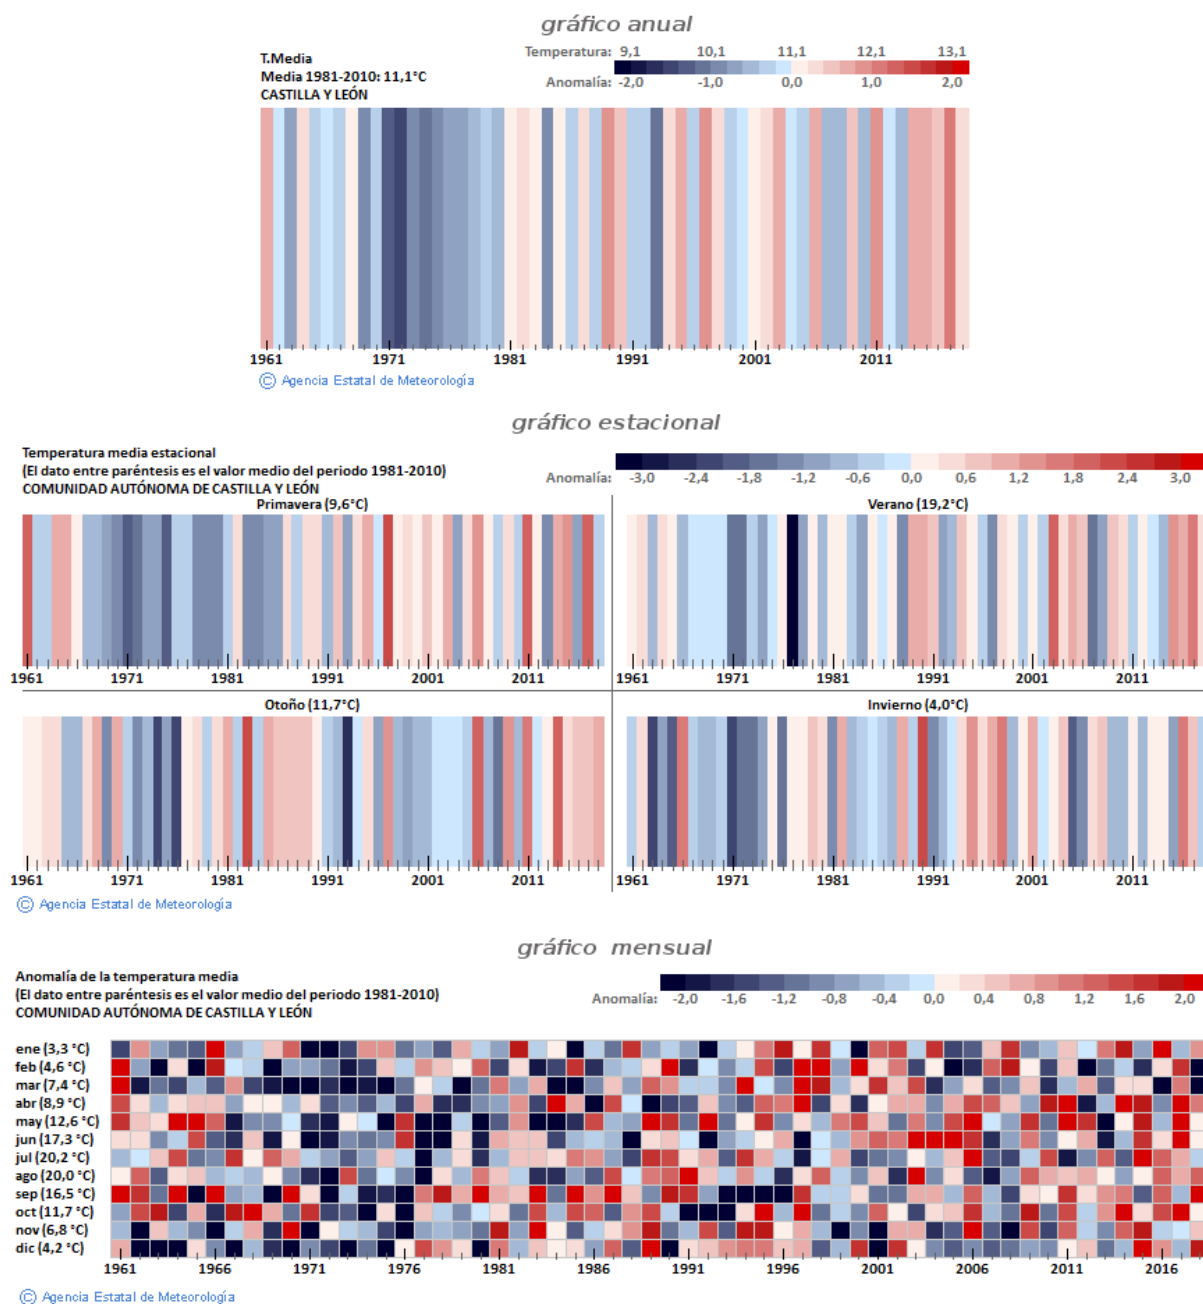 gráfico anual
T.Media
Media 1981-2010: 11,1°C
CASTILLA Y LEÓN
Temperatura: 9,1 10,1 11,1 12,1 13,1
Anomalía: -2,0 -1,0 0,0 1,0 2,0
1961 1971 1981 1991 2001 2011
© Agencia Estatal de Meteorología
gráfico estacional
Temperatura media estacional
(El dato entre paréntesis es el valor medio del periodo 1981-2010)
COMUNIDAD AUTÓNOMA DE CASTILLA Y LEÓN
Anomalía: -3,0 -2,4 -1,8 -1,2 -0,6 0,0 0,6 1,2 1,8 2,4 3,0
Primavera (9,6°C)
1961 1971 1981 1991 2001 2011
Verano (19,2°C)
1961 1971 1981 1991 2001 2011
Otoño (11,7°C)
1961 1971 1981 1991 2001 2011
Invierno (4,0°C)
1961 1971 1981 1991 2001 2011
© Agencia Estatal de Meteorología
gráfico mensual
Anomalía de la temperatura media
(El dato entre paréntesis es el valor medio del periodo 1981-2010)
COMUNIDAD AUTÓNOMA DE CASTILLA Y LEÓN
Anomalía: -2,0 -1,6 -1,2 -0,8 -0,4 0,0 0,4 0,8 1,2 1,6 2,0
ene (3,3 °C)
feb (4,6 °C)
mar (7,4 °C)
abr (8,9 °C)
may (12,6 °C)
jun (17,3 °C)
jul (20,2 °C)
ago (20,0 °C)
sep (16,5 °C)
oct (11,7 °C)
nov (6,8 °C)
dic (4,2 °C)
1961 1966 1971 1976 1981 1986 1991 1996 2001 2006 2011 2016
© Agencia Estatal de Meteorología